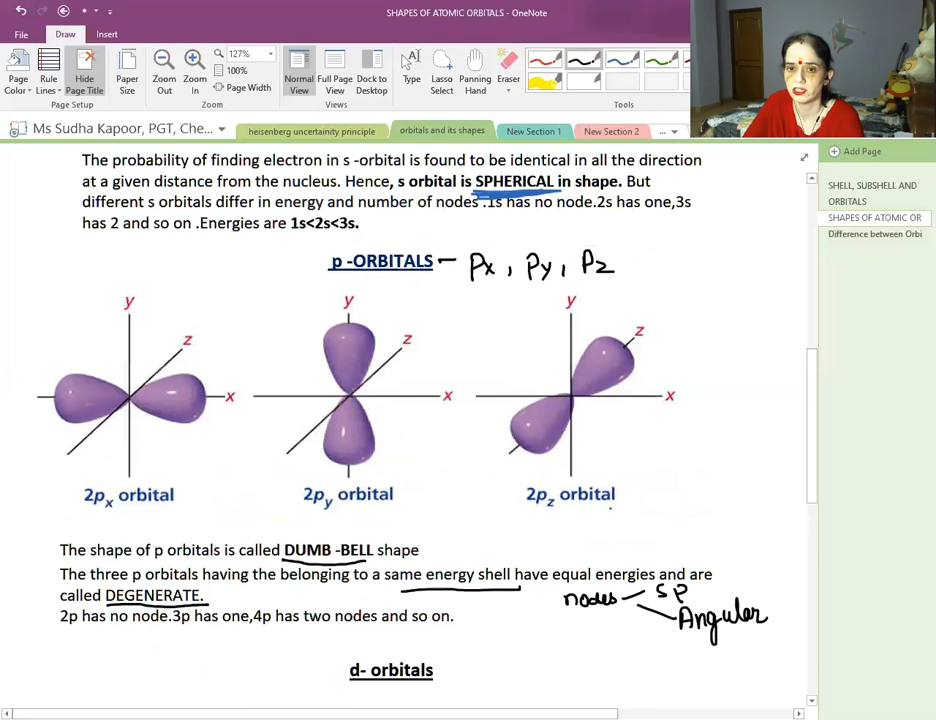 SHAPES OF ATOMIC ORBITALS - OneNote
File Draw Insert
Page Color Rule Lines Hide Page Title Paper Size Zoom Out Zoom In 127% 100% Page Width Normal View Full Page View Dock to Desktop Type Lasso Select Panning Hand Eraser
Page Setup Zoom Views Tools
Ms Sudha Kapoor, PGT, Che... heisenberg uncertainty principle orbitals and its shapes New Section 1 New Section 2
Add Page
SHELL, SUBSHELL AND ORBITALS
SHAPES OF ATOMIC OR
Difference between Orbi
The probability of finding electron in s -orbital is found to be identical in all the direction
at a given distance from the nucleus. Hence, s orbital is SPHERICAL in shape. But
different s orbitals differ in energy and number of nodes .1s has no node.2s has one,3s
has 2 and so on .Energies are 1s<2s<3s.
p -ORBITALS - Px, Py, Pz
y y y
z z z
x x x
2px orbital 2py orbital 2pz orbital
The shape of p orbitals is called DUMB -BELL shape
The three p orbitals having the belonging to a same energy shell have equal energies and are
called DEGENERATE.
nodes SP
Angular
2p has no node.3p has one,4p has two nodes and so on.
d- orbitals